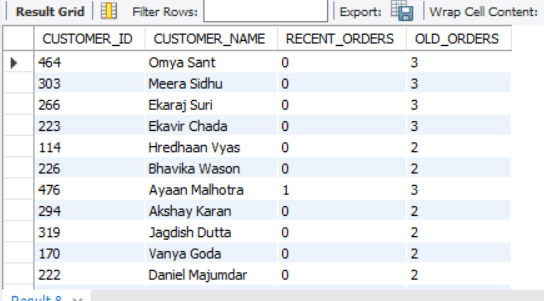 Result Grid Filter Rows: Export: Wrap Cell Content:
CUSTOMER_ID CUSTOMER_NAME RECENT_ORDERS OLD_ORDERS
464 Omya Sant 0 3
303 Meera Sidhu 0 3
266 Ekaraj Suri 0 3
223 Ekavir Chada 0 3
114 Hredhaan Vyas 0 2
226 Bhavika Wason 0 2
476 Ayaan Malhotra 1 3
294 Akshay Karan 0 2
319 Jagdish Dutta 0 2
170 Vanya Goda 0 2
222 Daniel Majumdar 0 2
Result 8